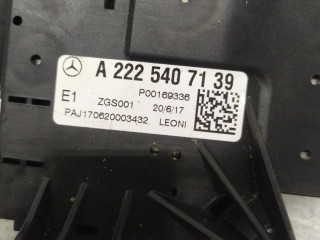 A 222 540 71 39
E1 ZGS001 P00169336
20/6/17
PAJ170620003432 LEONI